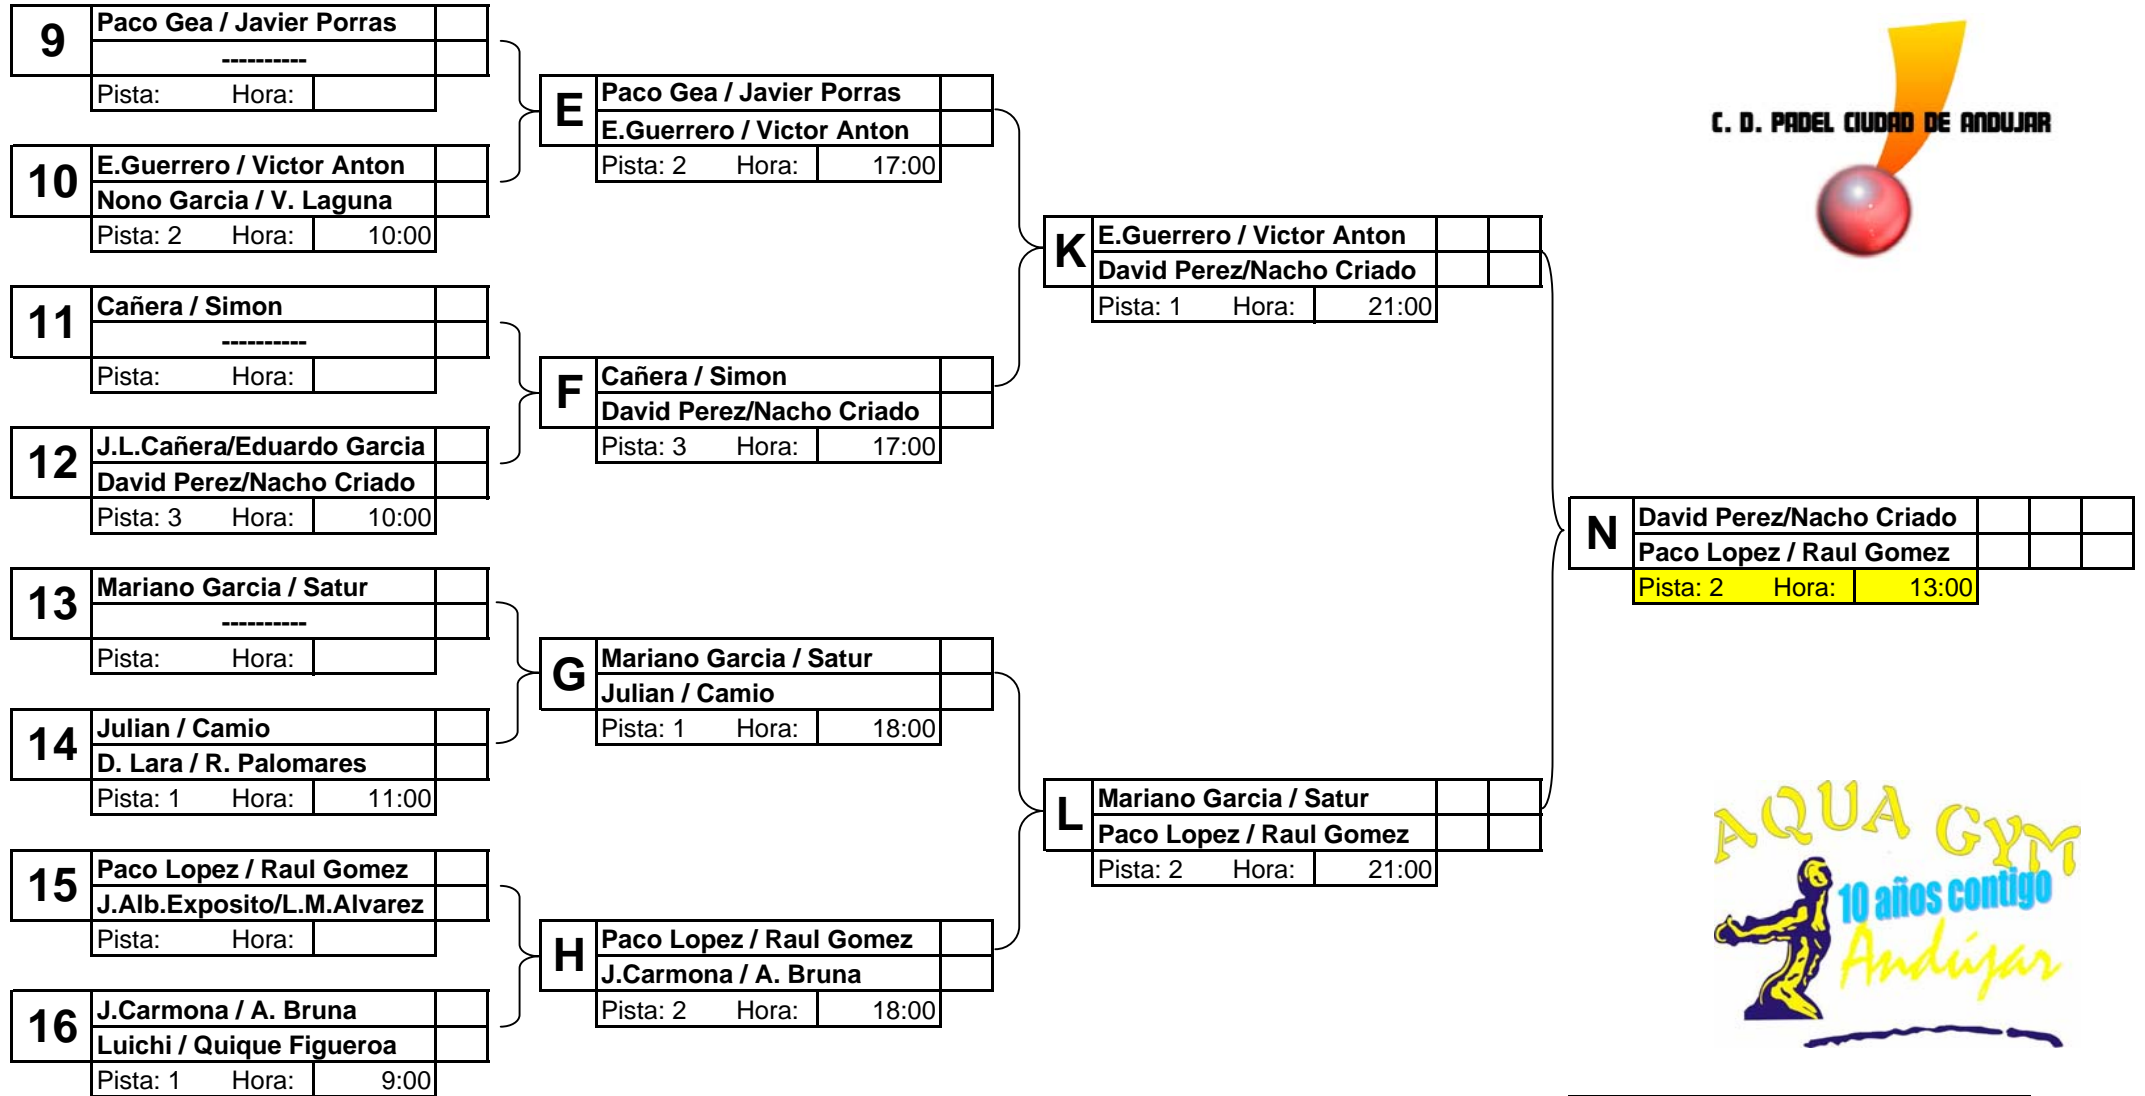 9
Paco Gea / Javier Porras
----------
Pista: Hora:
10
E.Guerrero / Victor Anton
Nono Garcia / V. Laguna
Pista: 2 Hora: 10:00
11
Cañera / Simon
----------
Pista: Hora:
12
J.L.Cañera/Eduardo Garcia
David Perez/Nacho Criado
Pista: 3 Hora: 10:00
13
Mariano Garcia / Satur
----------
Pista: Hora:
14
Julian / Camio
D. Lara / R. Palomares
Pista: 1 Hora: 11:00
15
Paco Lopez / Raul Gomez
J.Alb.Exposito/L.M.Alvarez
Pista: Hora:
16
J.Carmona / A. Bruna
Luichi / Quique Figueroa
Pista: 1 Hora: 9:00
E
Paco Gea / Javier Porras
E.Guerrero / Victor Anton
Pista: 2 Hora: 17:00
F
Cañera / Simon
David Perez/Nacho Criado
Pista: 3 Hora: 17:00
G
Mariano Garcia / Satur
Julian / Camio
Pista: 1 Hora: 18:00
H
Paco Lopez / Raul Gomez
J.Carmona / A. Bruna
Pista: 2 Hora: 18:00
K
E.Guerrero / Victor Anton
David Perez/Nacho Criado
Pista: 1 Hora: 21:00
L
Mariano Garcia / Satur
Paco Lopez / Raul Gomez
Pista: 2 Hora: 21:00
N
David Perez/Nacho Criado
Paco Lopez / Raul Gomez
Pista: 2 Hora: 13:00
C. D. PADEL CIUDAD DE ANDUJAR
AQUA GYM
10 años contigo
Andújar